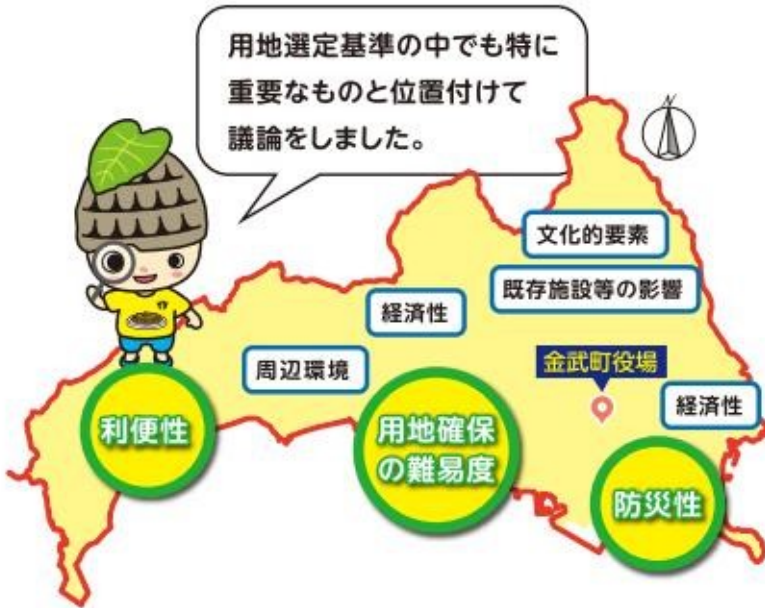 用地選定基準の中でも特に
重要なものと位置付けて
議論をしました。
文化的要素
既存施設等の影響
経済性
周辺環境
金武町役場
経済性
利便性
用地確保
の難易度
防災性